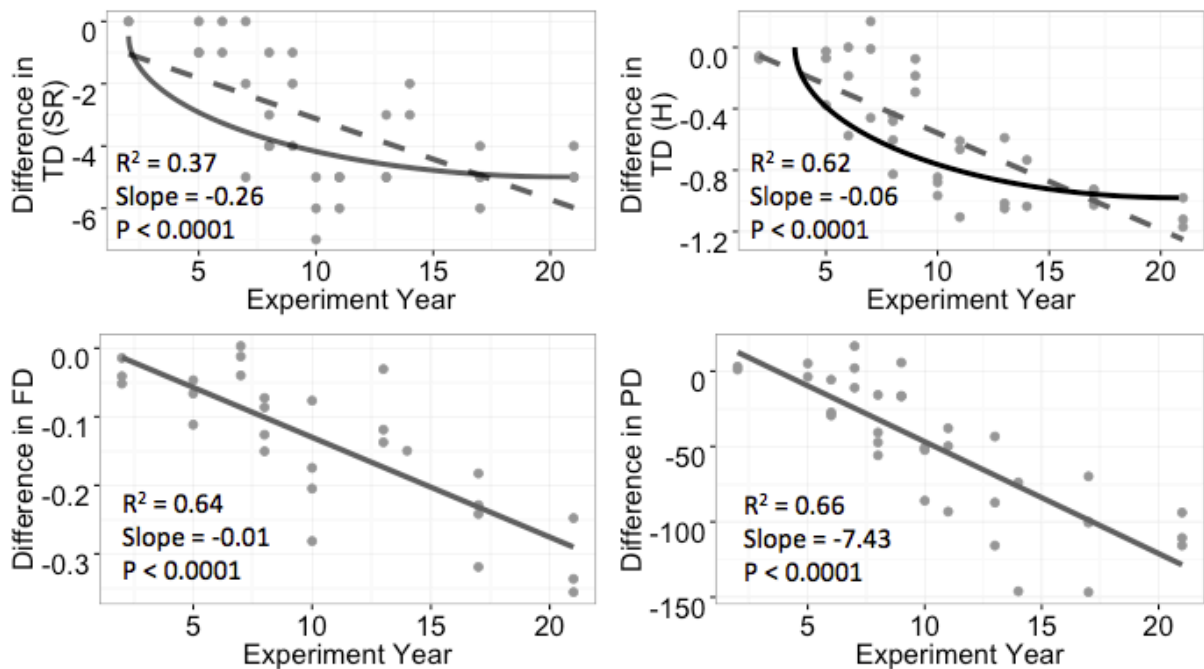 Difference in
TD (SR)
0
-2
-4
-6
R² = 0.37
Slope = -0.26
P < 0.0001
5 10 15 20
Experiment Year
Difference in
TD (H)
0.0
-0.4
-0.8
-1.2
R² = 0.62
Slope = -0.06
P < 0.0001
5 10 15 20
Experiment Year
Difference in FD
0.0
-0.1
-0.2
-0.3
R² = 0.64
Slope = -0.01
P < 0.0001
5 10 15 20
Experiment Year
Difference in PD
0
-50
-100
-150
R² = 0.66
Slope = -7.43
P < 0.0001
5 10 15 20
Experiment Year